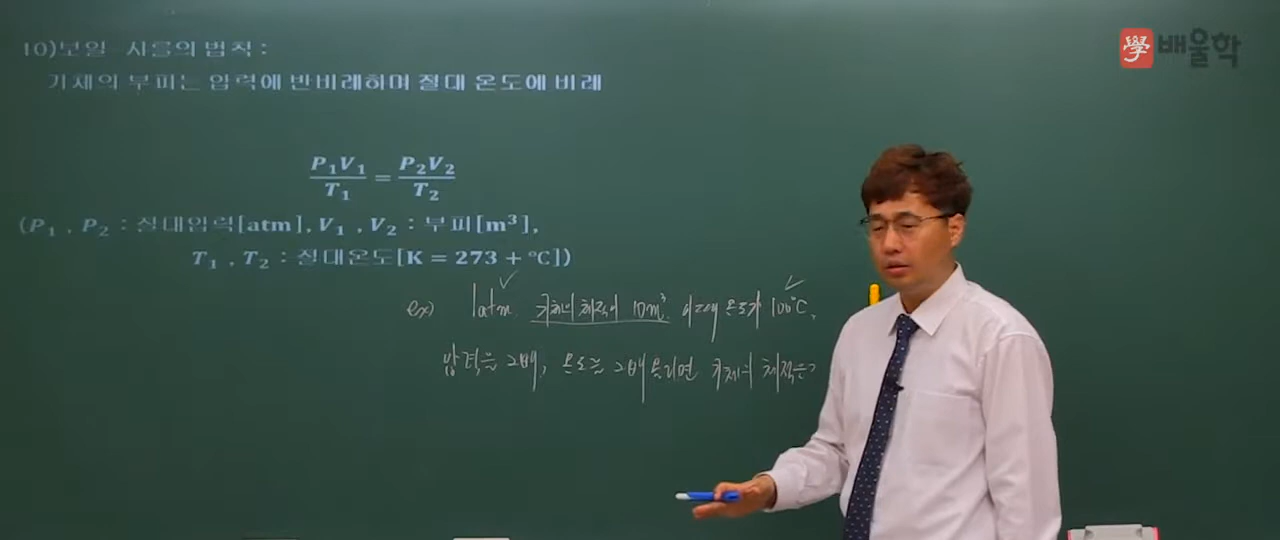 10)보일 샤를의 법칙 :
學 배울학
기체의 부피는 압력에 반비례하며 절대 온도에 비례
P₁V₁/T₁ = P₂V₂/T₂
(P₁ , P₂ : 절대압력[atm], V₁ , V₂ : 부피[m³],
T₁ , T₂ : 절대온도[K = 273 + ℃])
ex) 1atm 기체의 체적이 10m³ 이고 온도가 100℃,
압력을 2배, 온도를 2배 올리면 기체의 체적은?